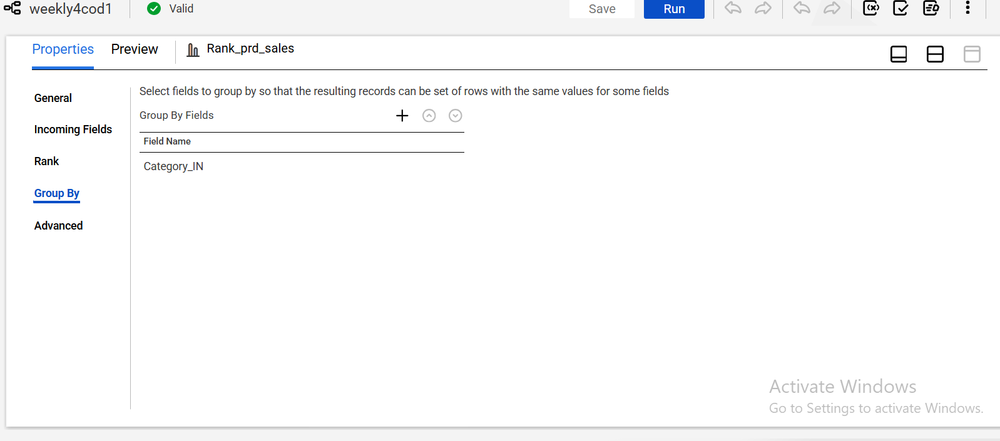 weekly4cod1
Valid
Save
Run
Properties
Preview
Rank_prd_sales
General
Incoming Fields
Rank
Group By
Advanced
Select fields to group by so that the resulting records can be set of rows with the same values for some fields
Group By Fields
Field Name
Category_IN
Activate Windows
Go to Settings to activate Windows.